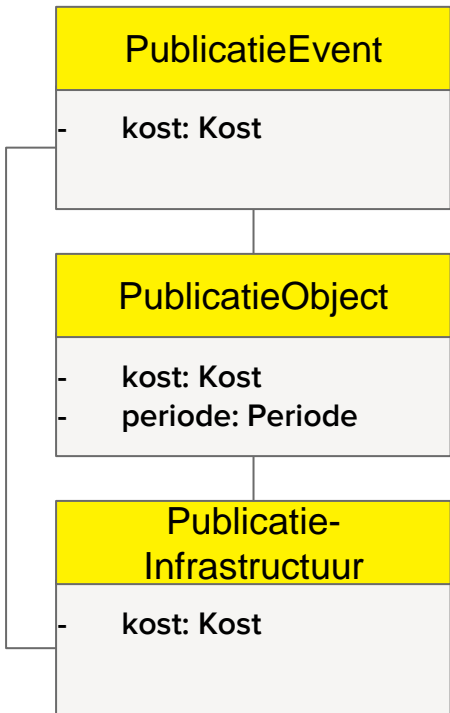 PublicatieEvent
- kost: Kost
PublicatieObject
- kost: Kost
- periode: Periode
Publicatie-
Infrastructuur
- kost: Kost